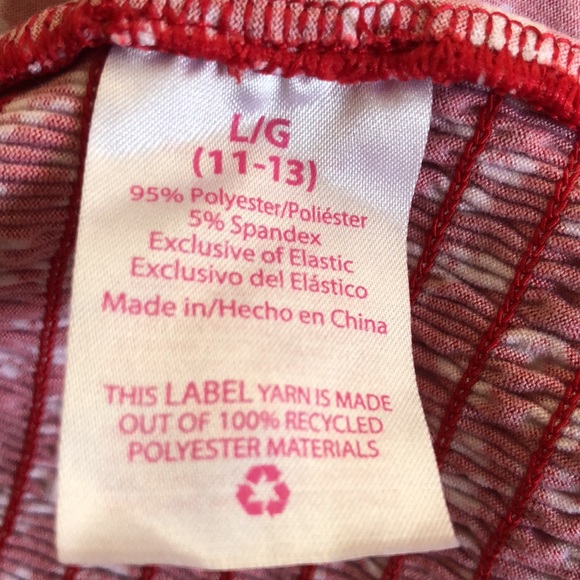 L/G
(11-13)
95% Polyester/Poliéster
5% Spandex
Exclusive of Elastic
Exclusivo del Elástico
Made in/Hecho en China
THIS LABEL YARN IS MADE
OUT OF 100% RECYCLED
POLYESTER MATERIALS